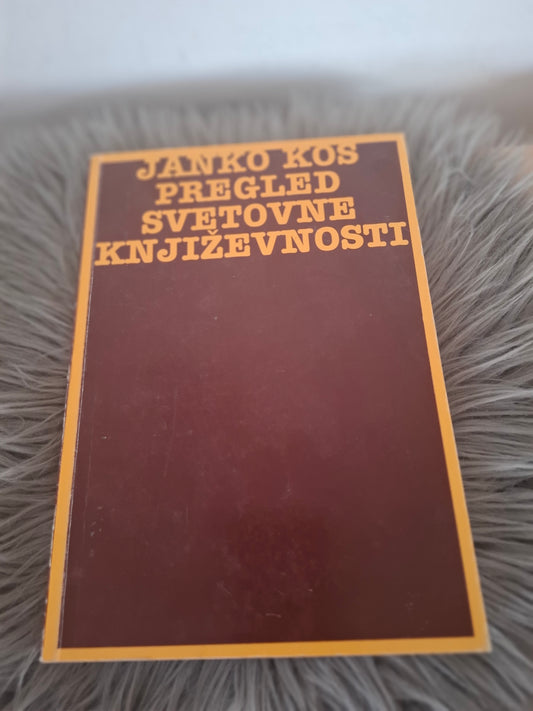 JANKO KOS
PREGLED
SVETOVNE
KNJIŽEVNOSTI